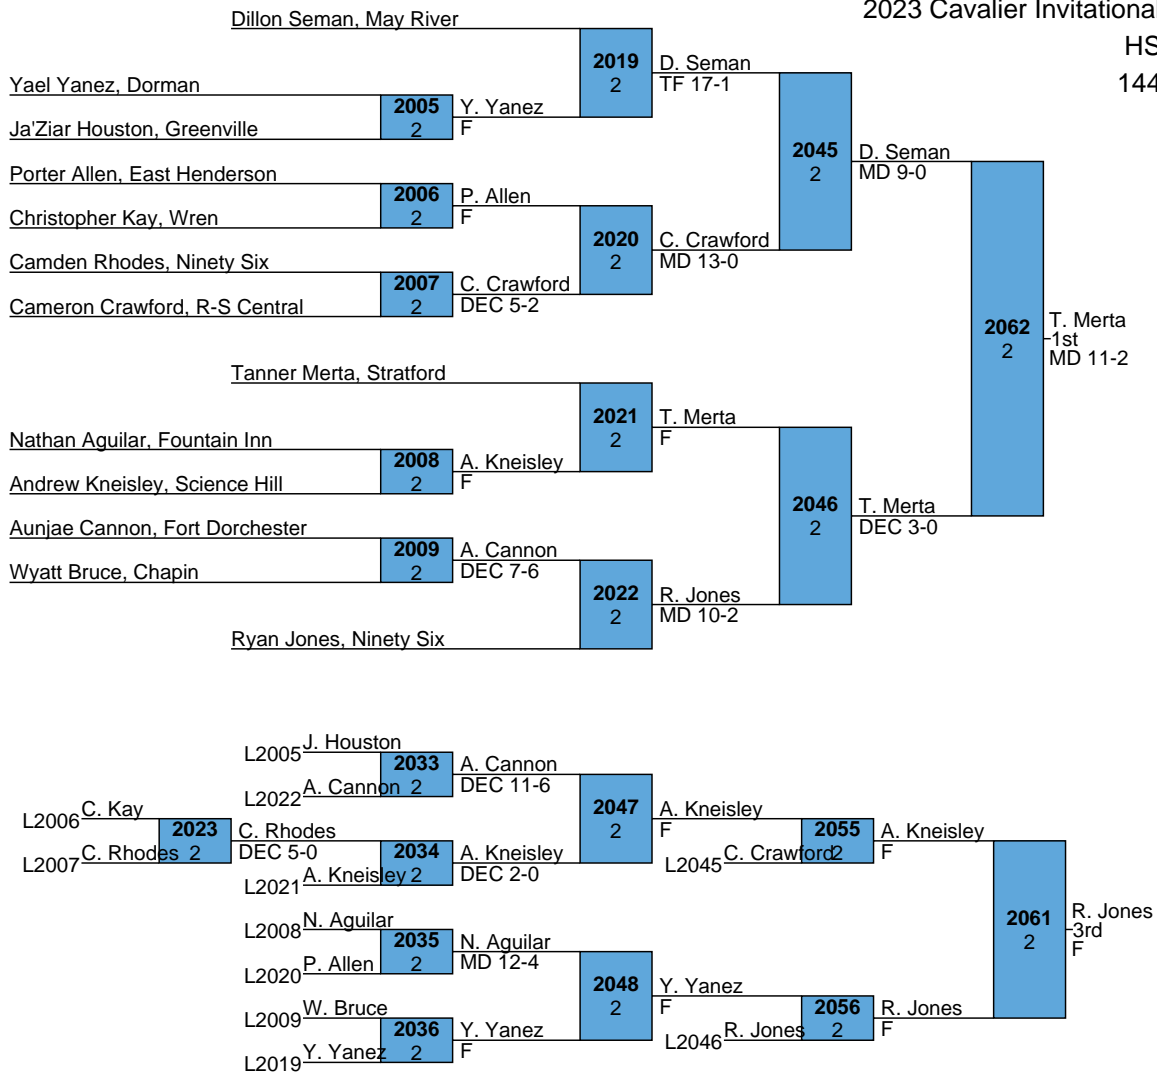 2023 Cavalier Invitational
HS
144
Dillon Seman, May River
2019
2
D. Seman
TF 17-1
Yael Yanez, Dorman
2005
2
Y. Yanez
F
Ja'Ziar Houston, Greenville
2045
2
D. Seman
MD 9-0
Porter Allen, East Henderson
2006
2
P. Allen
F
Christopher Kay, Wren
2020
2
C. Crawford
MD 13-0
Camden Rhodes, Ninety Six
2007
2
C. Crawford
DEC 5-2
Cameron Crawford, R-S Central
2062
2
T. Merta
1st
MD 11-2
Tanner Merta, Stratford
2021
2
T. Merta
F
Nathan Aguilar, Fountain Inn
2008
2
A. Kneisley
F
Andrew Kneisley, Science Hill
2046
2
T. Merta
DEC 3-0
Aunjae Cannon, Fort Dorchester
2009
2
A. Cannon
DEC 7-6
Wyatt Bruce, Chapin
2022
2
R. Jones
MD 10-2
Ryan Jones, Ninety Six
L2005
J. Houston
2033
2
A. Cannon
DEC 11-6
L2022
A. Cannon
2047
2
A. Kneisley
F
L2006
C. Kay
2023
2
C. Rhodes
DEC 5-0
L2007
C. Rhodes
2034
2
A. Kneisley
DEC 2-0
L2021
A. Kneisley
2055
2
A. Kneisley
F
L2045
C. Crawford
L2008
N. Aguilar
2035
2
N. Aguilar
MD 12-4
L2020
P. Allen
2061
2
R. Jones
3rd
F
2048
2
Y. Yanez
F
L2009
W. Bruce
2036
2
Y. Yanez
F
L2019
Y. Yanez
2056
2
R. Jones
F
L2046
R. Jones